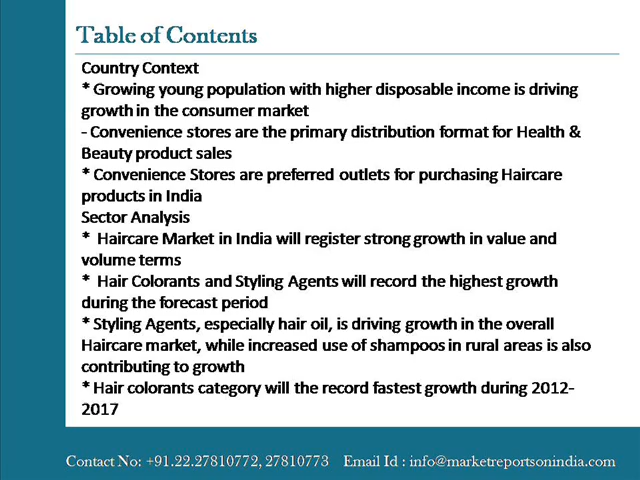 Table of Contents
Country Context
* Growing young population with higher disposable income is driving
growth in the consumer market
- Convenience stores are the primary distribution format for Health &
Beauty product sales
* Convenience Stores are preferred outlets for purchasing Haircare
products in India
Sector Analysis
* Haircare Market in India will register strong growth in value and
volume terms
* Hair Colorants and Styling Agents will record the highest growth
during the forecast period
* Styling Agents, especially hair oil, is driving growth in the overall
Haircare market, while increased use of shampoos in rural areas is also
contributing to growth
* Hair colorants category will the record fastest growth during 2012-
2017
Contact No: +91.22.27810772, 27810773 Email Id : info@marketreportsonindia.com